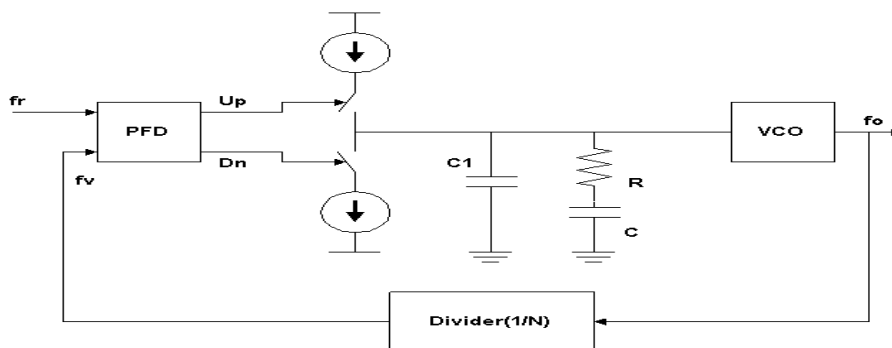 fr
Up
PFD
Dn
fv
C1
R
C
VCO
fo
Divider(1/N)